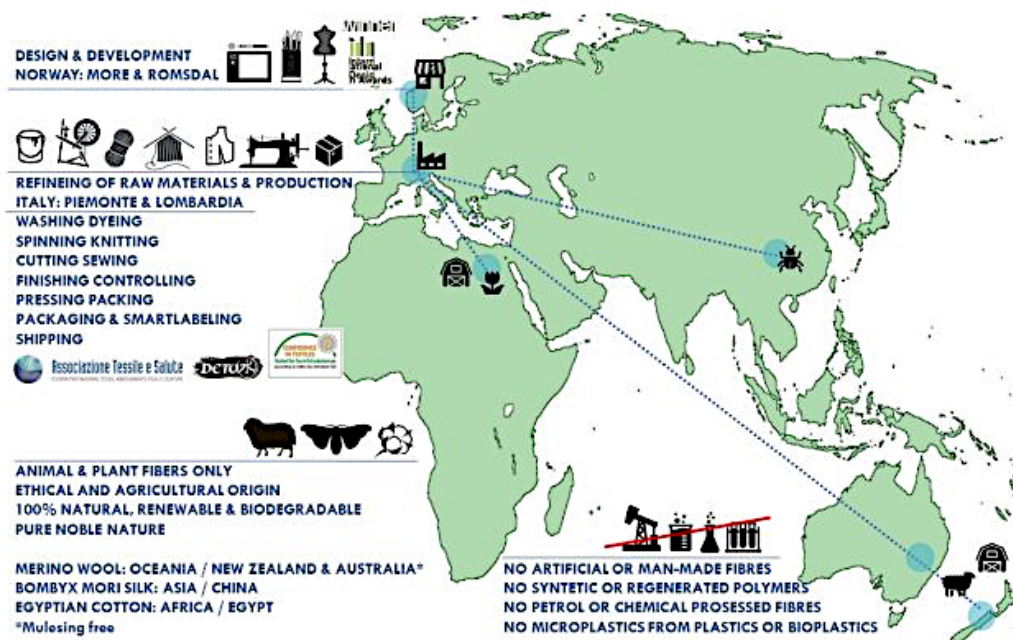 DESIGN & DEVELOPMENT
NORWAY: MORE & ROMSDAL
winner
REFINEING OF RAW MATERIALS & PRODUCTION
ITALY: PIEMONTE & LOMBARDIA
WASHING DYEING
SPINNING KNITTING
CUTTING SEWING
FINISHING CONTROLLING
PRESSING PACKING
PACKAGING & SMARTLABELING
SHIPPING
Associazione Tessile e Salute
DETOX
CONFIDENCE
IN TEXTILES
ANIMAL & PLANT FIBERS ONLY
ETHICAL AND AGRICULTURAL ORIGIN
100% NATURAL, RENEWABLE & BIODEGRADABLE
PURE NOBLE NATURE
MERINO WOOL: OCEANIA / NEW ZEALAND & AUSTRALIA*
BOMBYX MORI SILK: ASIA / CHINA
EGYPTIAN COTTON: AFRICA / EGYPT
*Mulesing free
NO ARTIFICIAL OR MAN-MADE FIBRES
NO SYNTETIC OR REGENERATED POLYMERS
NO PETROL OR CHEMICAL PROSESSED FIBRES
NO MICROPLASTICS FROM PLASTICS OR BIOPLASTICS